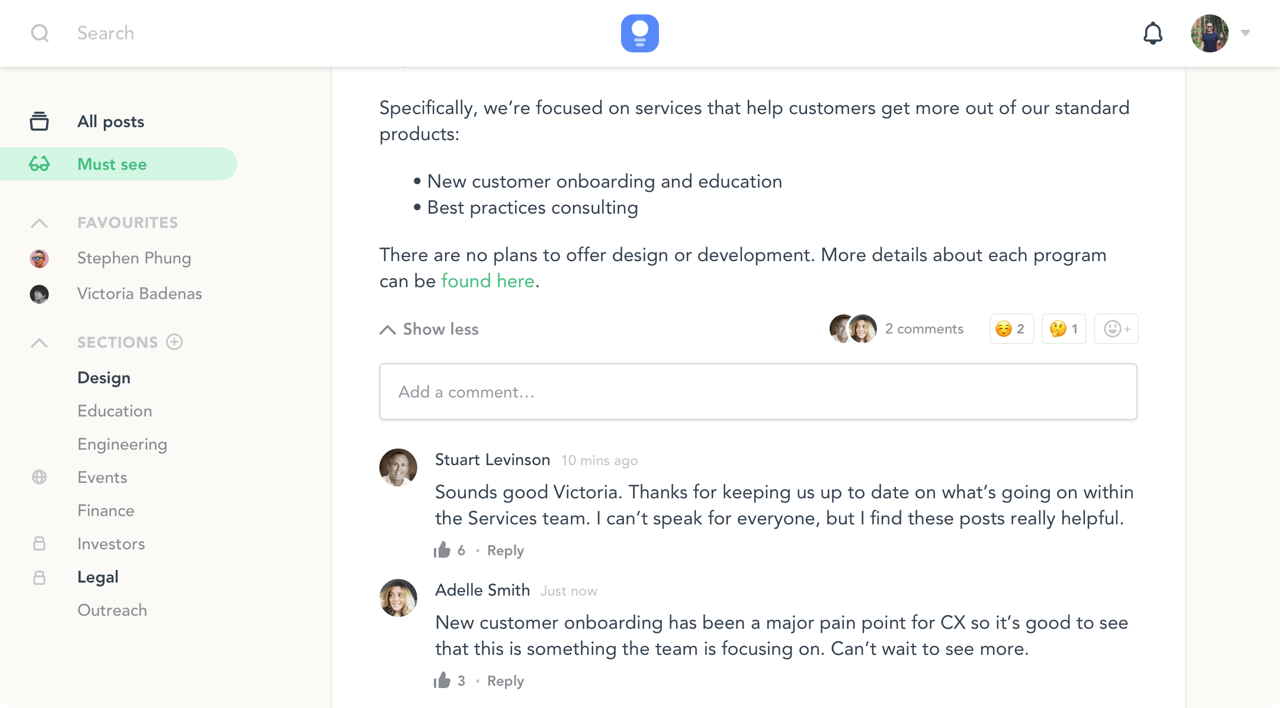 Search
All posts
Must see
FAVOURITES
Stephen Phung
Victoria Badenas
SECTIONS
Design
Education
Engineering
Events
Finance
Investors
Legal
Outreach
Specifically, we’re focused on services that help customers get more out of our standard
products:
• New customer onboarding and education
• Best practices consulting
There are no plans to offer design or development. More details about each program
can be found here.
Show less
2 comments
2
1
+
Add a comment…
Stuart Levinson 10 mins ago
Sounds good Victoria. Thanks for keeping us up to date on what’s going on within
the Services team. I can’t speak for everyone, but I find these posts really helpful.
6 • Reply
Adelle Smith Just now
New customer onboarding has been a major pain point for CX so it’s good to see
that this is something the team is focusing on. Can’t wait to see more.
3 • Reply